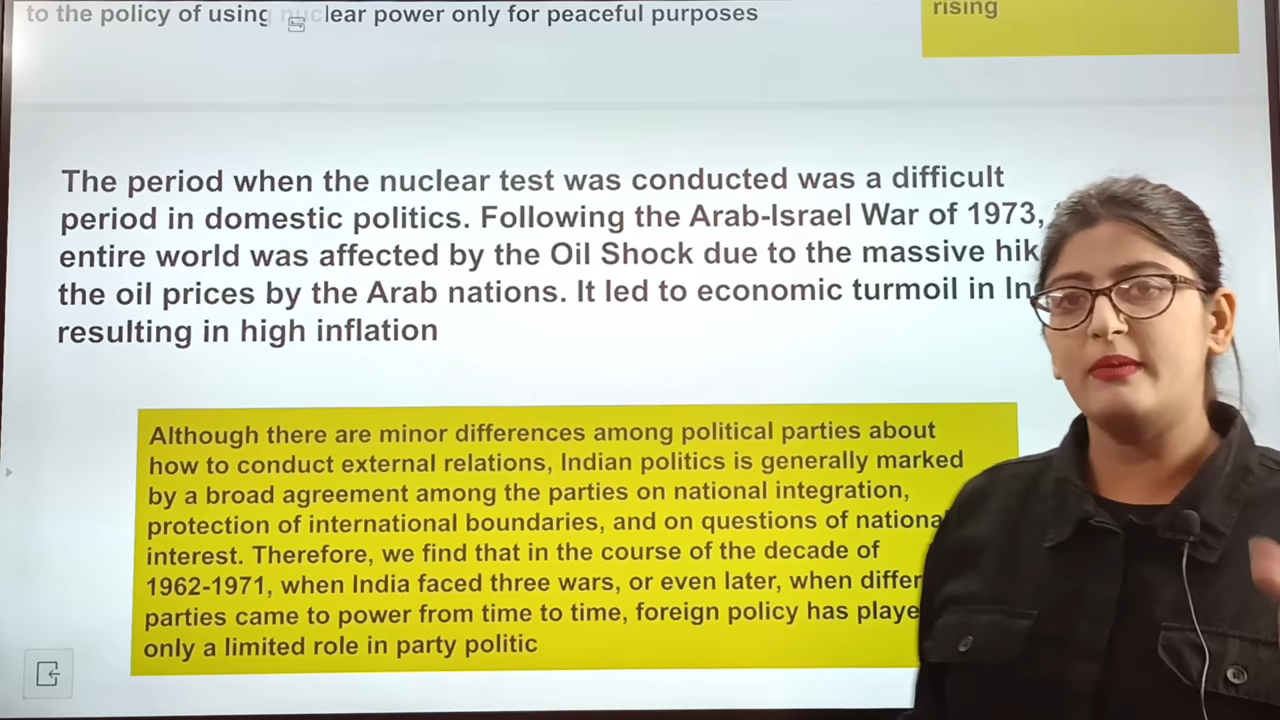 to the policy of using nuclear power only for peaceful purposes
rising
The period when the nuclear test was conducted was a difficult
period in domestic politics. Following the Arab-Israel War of 1973,
entire world was affected by the Oil Shock due to the massive hik
the oil prices by the Arab nations. It led to economic turmoil in In
resulting in high inflation
Although there are minor differences among political parties about
how to conduct external relations, Indian politics is generally marked
by a broad agreement among the parties on national integration,
protection of international boundaries, and on questions of national
interest. Therefore, we find that in the course of the decade of
1962-1971, when India faced three wars, or even later, when differ
parties came to power from time to time, foreign policy has playe
only a limited role in party politic